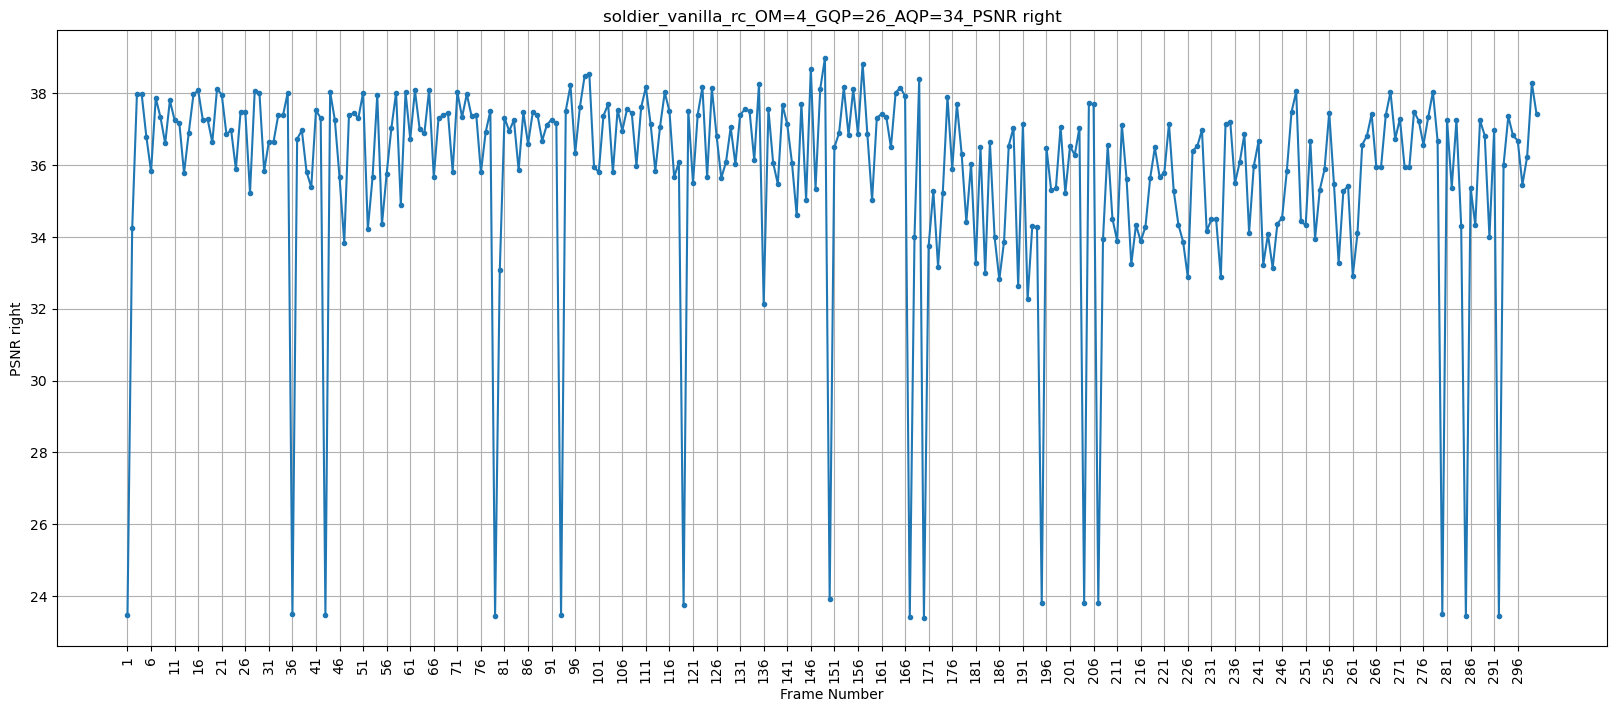 soldier_vanilla_rc_OM=4_GQP=26_AQP=34_PSNR right
PSNR right
38
36
34
32
30
28
26
24
1 6 11 16 21 26 31 36 41 46 51 56 61 66 71 76 81 86 91 96 101 106 111 116 121 126 131 136 141 146 151 156 161 166 171 176 181 186 191 196 201 206 211 216 221 226 231 236 241 246 251 256 261 266 271 276 281 286 291 296
Frame Number